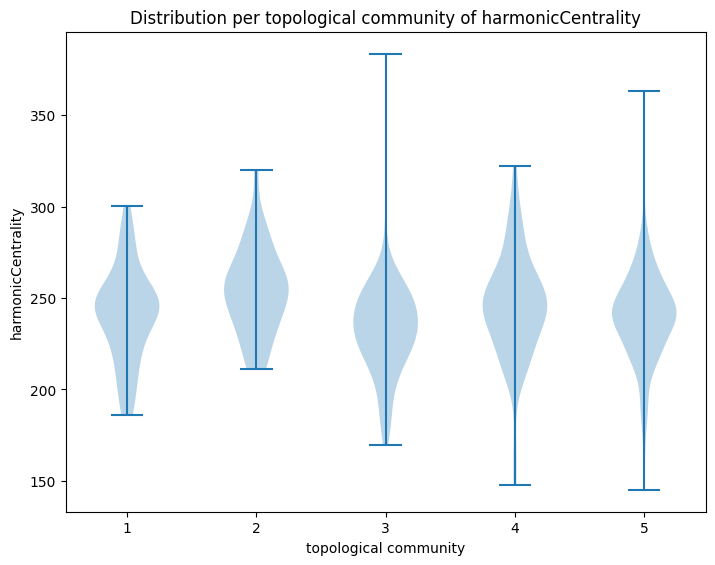 Distribution per topological community of harmonicCentrality
350
300
250
200
150
harmonicCentrality
1 2 3 4 5
topological community